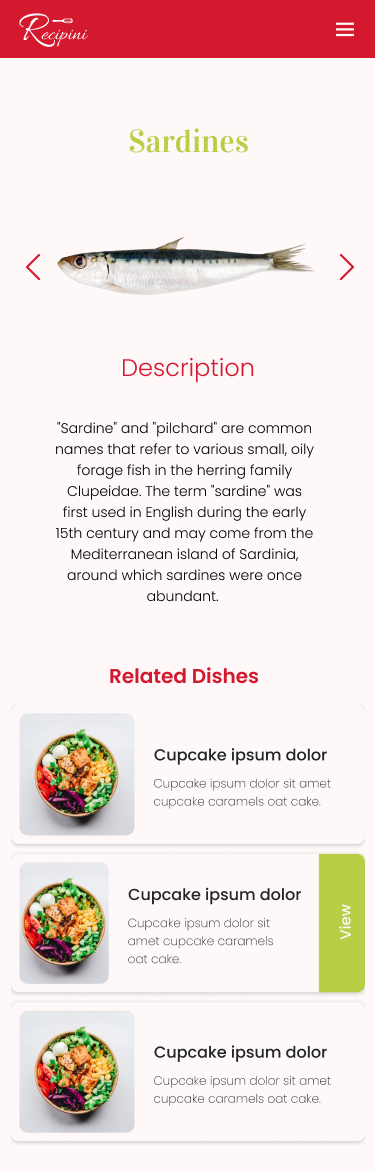 Recipini
Sardines
Description
"Sardine" and "pilchard" are common
names that refer to various small, oily
forage fish in the herring family
Clupeidae. The term "sardine" was
first used in English during the early
15th century and may come from the
Mediterranean island of Sardinia,
around which sardines were once
abundant.
Related Dishes
Cupcake ipsum dolor
Cupcake ipsum dolor sit amet
cupcake caramels oat cake.
Cupcake ipsum dolor
Cupcake ipsum dolor sit
amet cupcake caramels
oat cake.
View
Cupcake ipsum dolor
Cupcake ipsum dolor sit amet
cupcake caramels oat cake.